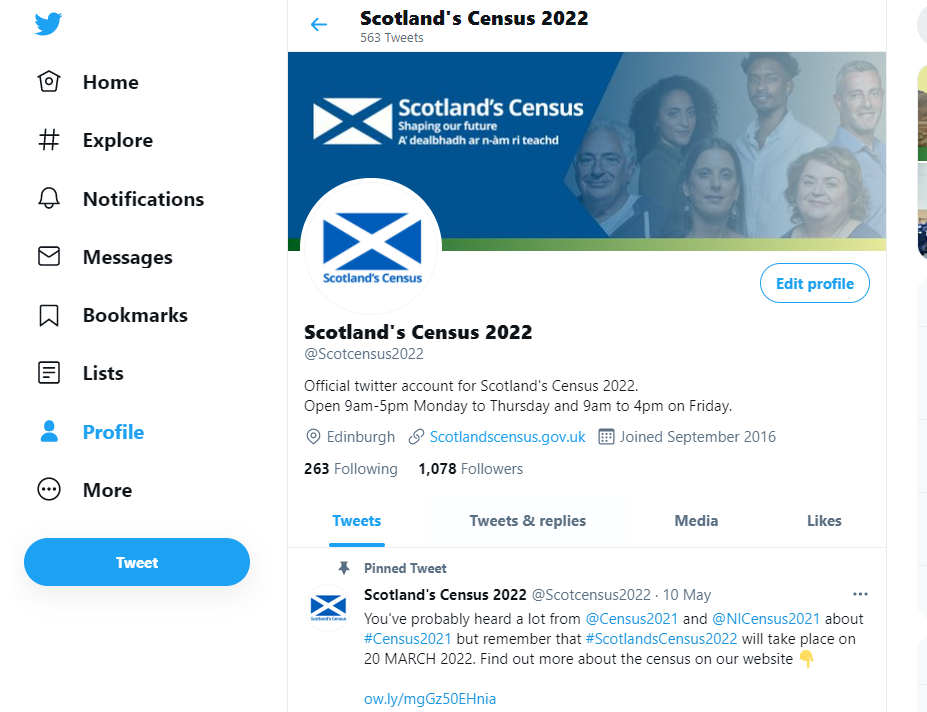 Home
Explore
Notifications
Messages
Bookmarks
Lists
Profile
More
Tweet
Scotland's Census 2022
563 Tweets
Scotland's Census
Shaping our future
A' dealbhadh ar n-àm ri teachd
Scotland's Census
Edit profile
Scotland's Census 2022
@Scotcensus2022
Official twitter account for Scotland's Census 2022.
Open 9am-5pm Monday to Thursday and 9am to 4pm on Friday.
Edinburgh Scotlandscensus.gov.uk Joined September 2016
263 Following 1,078 Followers
Tweets Tweets & replies Media Likes
Pinned Tweet
Scotland's Census 2022 @Scotcensus2022 · 10 May
Scotland's Census
You've probably heard a lot from @Census2021 and @NICensus2021 about
#Census2021 but remember that #ScotlandsCensus2022 will take place on
20 MARCH 2022. Find out more about the census on our website 👇
ow.ly/mgGz50EHnia